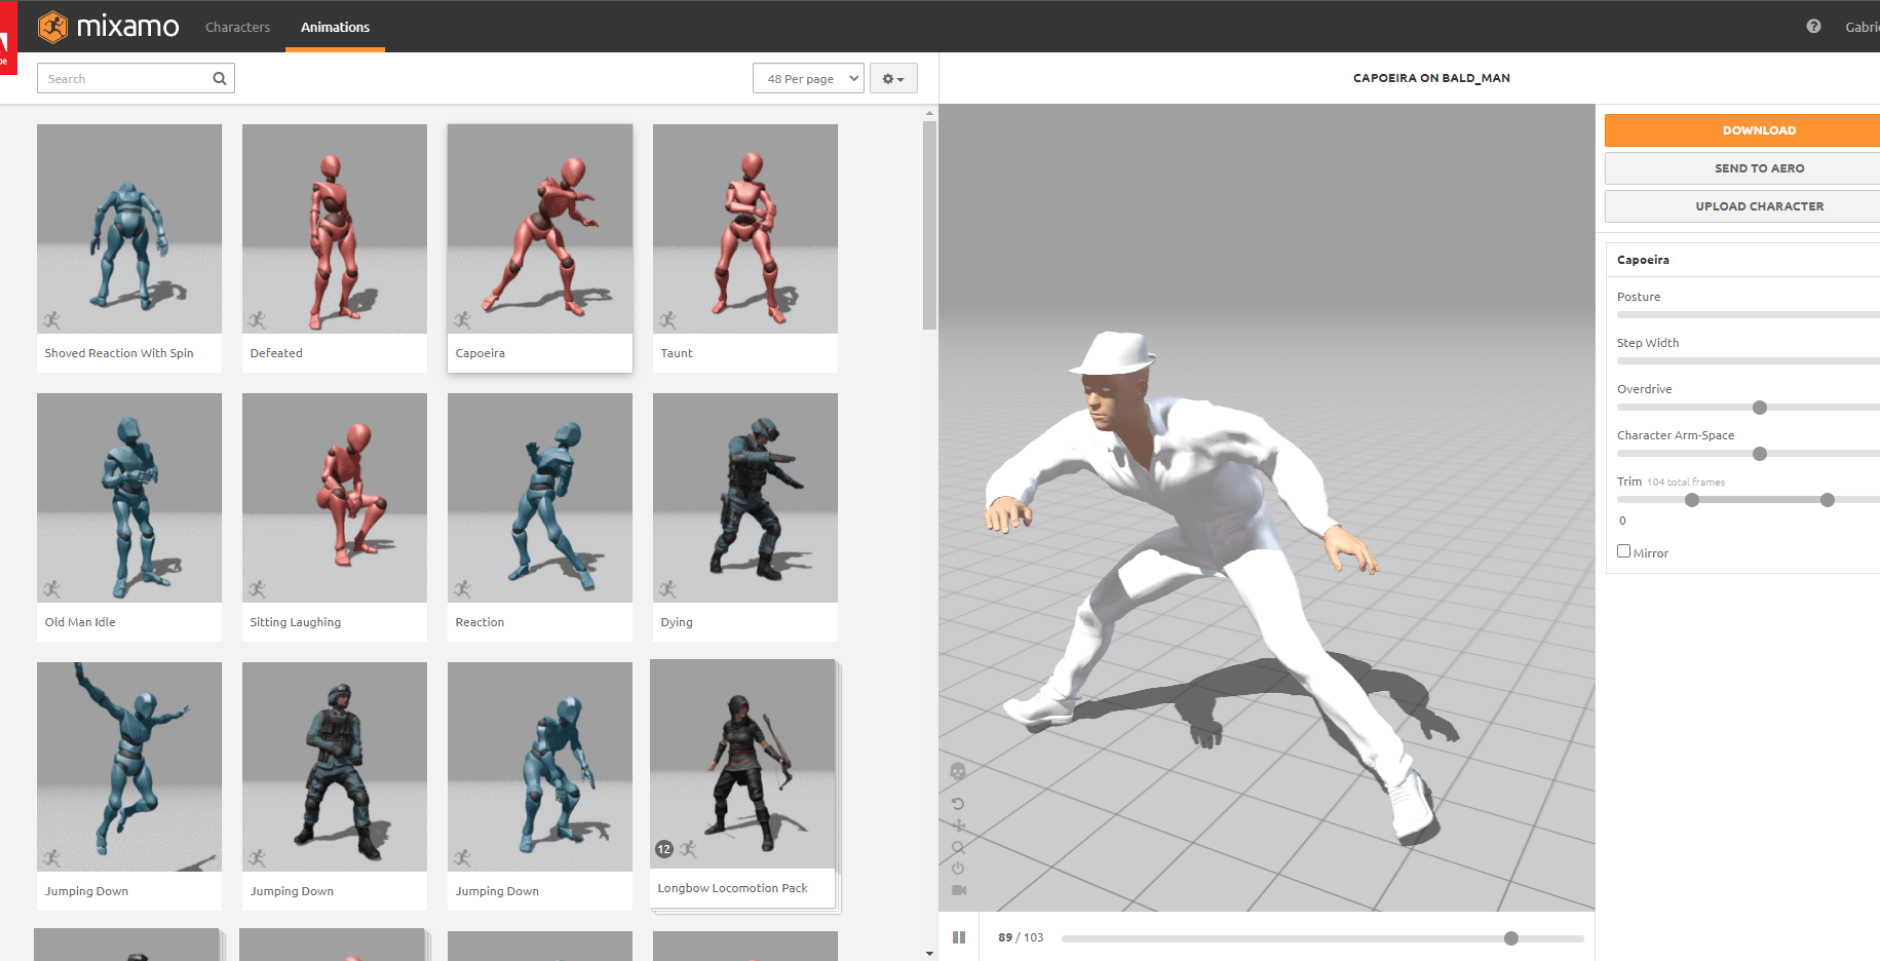 mixamo
Characters
Animations
Search
48 Per page
CAPOEIRA ON BALD_MAN
DOWNLOAD
SEND TO AERO
UPLOAD CHARACTER
Capoeira
Posture
Step Width
Overdrive
Character Arm-Space
Trim 104 total frames
0
Mirror
Shoved Reaction With Spin
Defeated
Capoeira
Taunt
Old Man Idle
Sitting Laughing
Reaction
Dying
Jumping Down
Jumping Down
Jumping Down
12
Longbow Locomotion Pack
89 / 103